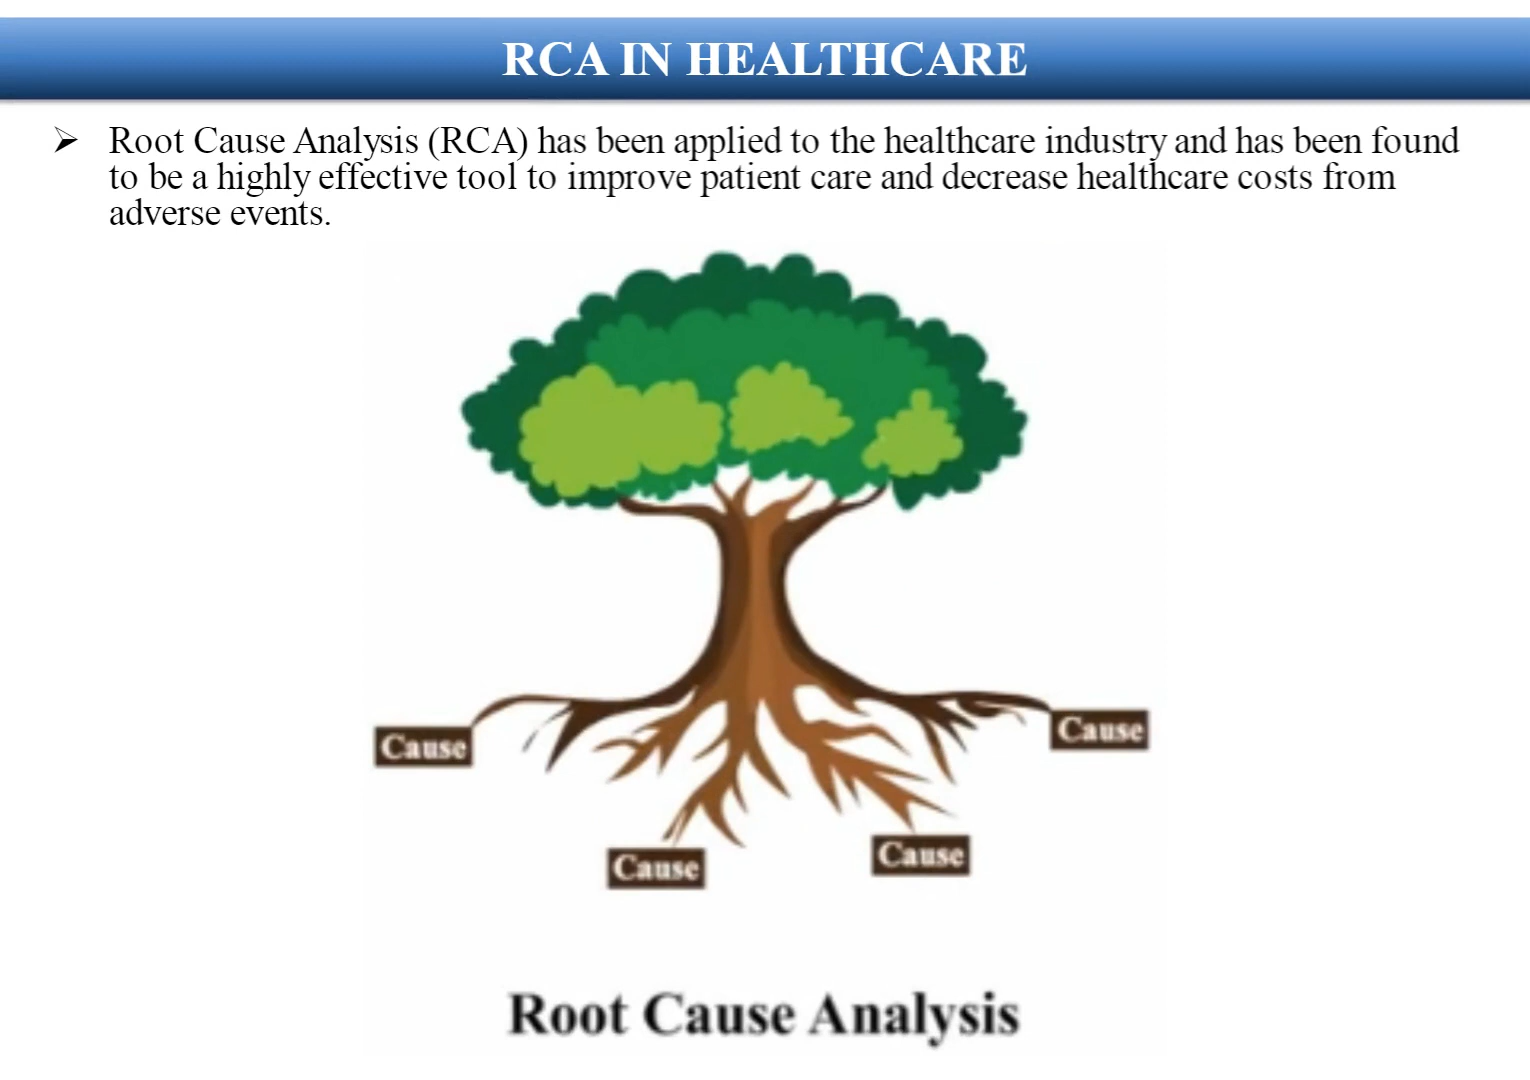 RCA IN HEALTHCARE
Root Cause Analysis (RCA) has been applied to the healthcare industry and has been found
to be a highly effective tool to improve patient care and decrease healthcare costs from
adverse events.
Cause
Cause
Cause
Cause
Root Cause Analysis